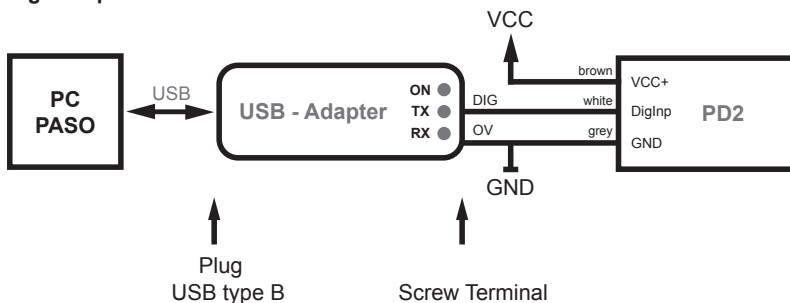 VCC
PC
PASO
USB
USB - Adapter
ON
TX
RX
DIG
OV
brown
white
grey
VCC+
DigInp
GND
PD2
GND
Plug
USB type B
Screw Terminal